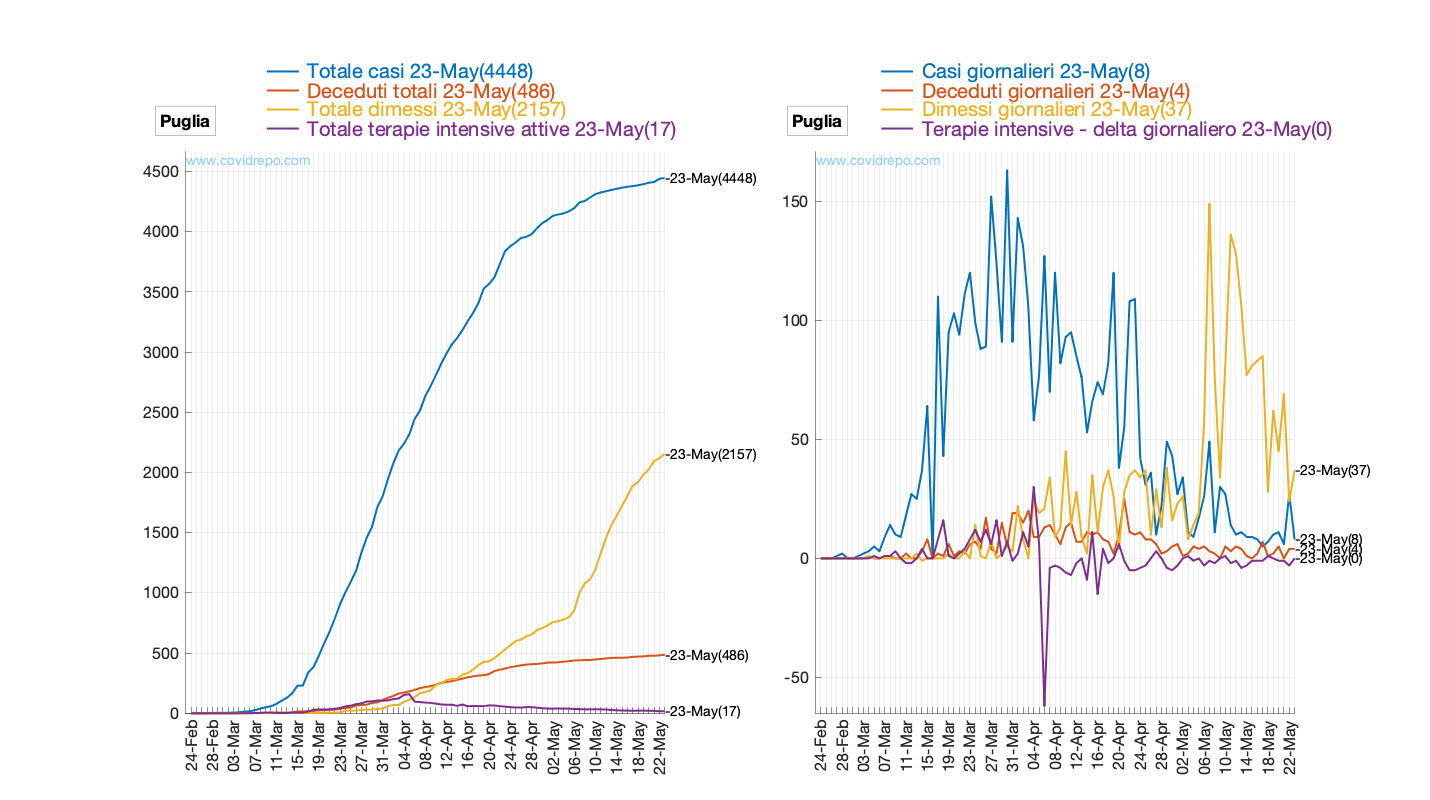 Totale casi 23-May(4448)
Deceduti totali 23-May(486)
Totale dimessi 23-May(2157)
Totale terapie intensive attive 23-May(17)
Puglia
www.covidrepo.com
4500
4000
3500
3000
2500
2000
1500
1000
500
0
-23-May(4448)
-23-May(2157)
-23-May(486)
-23-May(17)
24-Feb
28-Feb
03-Mar
07-Mar
11-Mar
15-Mar
19-Mar
23-Mar
27-Mar
31-Mar
04-Apr
08-Apr
12-Apr
16-Apr
20-Apr
24-Apr
28-Apr
02-May
06-May
10-May
14-May
18-May
22-May
Casi giornalieri 23-May(8)
Deceduti giornalieri 23-May(4)
Dimessi giornalieri 23-May(37)
Terapie intensive - delta giornaliero 23-May(0)
Puglia
www.covidrepo.com
150
100
50
0
-50
-23-May(37)
-23-May(8)
-23-May(4)
-23-May(0)
24-Feb
28-Feb
03-Mar
07-Mar
11-Mar
15-Mar
19-Mar
23-Mar
27-Mar
31-Mar
04-Apr
08-Apr
12-Apr
16-Apr
20-Apr
24-Apr
28-Apr
02-May
06-May
10-May
14-May
18-May
22-May